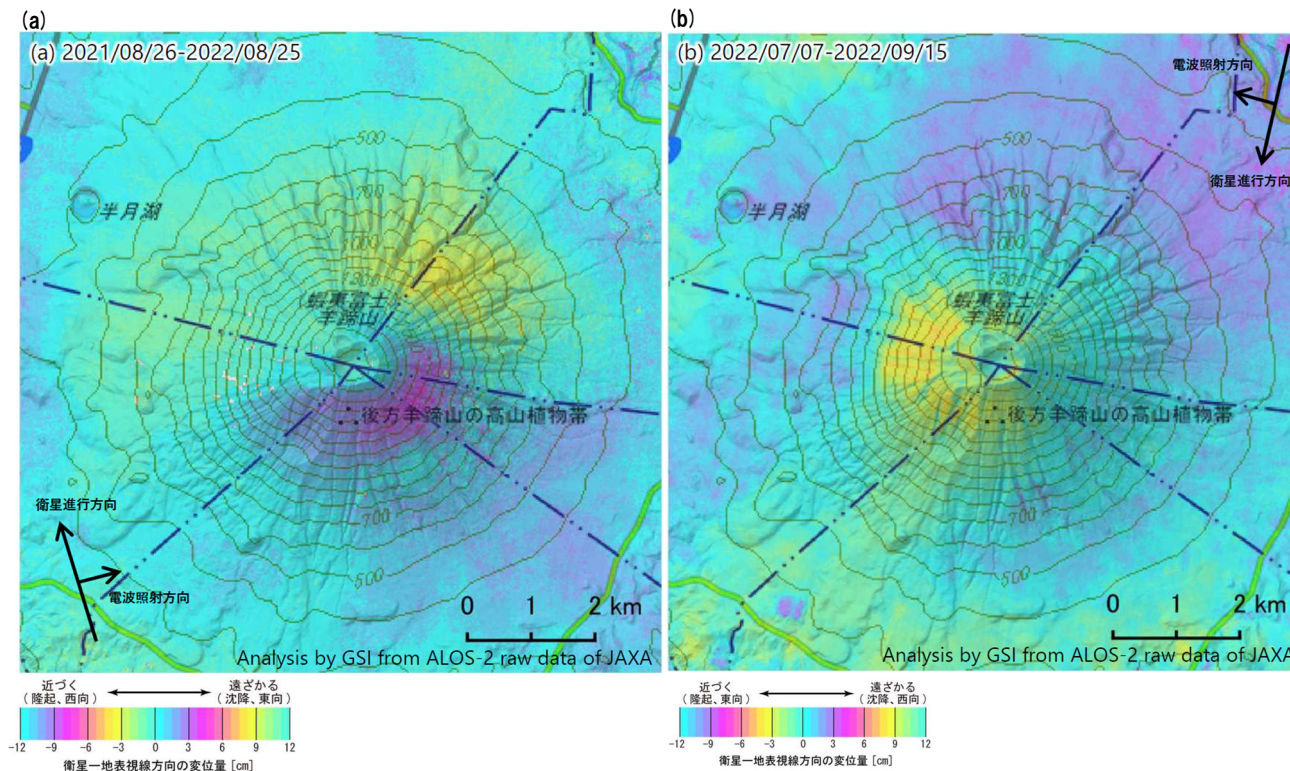 (a)
(a) 2021/08/26-2022/08/25
500
700
1000
1300
半月湖
(蝦夷富士)
羊蹄山
後方羊蹄山の高山植物帯
700
500
衛星進行方向
電波照射方向
0 1 2 km
Analysis by GSI from ALOS-2 raw data of JAXA
近づく 遠ざかる
(隆起、西向) (沈降、東向)
-12 -9 -6 -3 0 3 6 9 12
衛星―地表視線方向の変位量 [cm]
(b)
(b) 2022/07/07-2022/09/15
電波照射方向
衛星進行方向
500
700
1000
1300
半月湖
(蝦夷富士)
羊蹄山
後方羊蹄山の高山植物帯
700
500
0 1 2 km
Analysis by GSI from ALOS-2 raw data of JAXA
近づく 遠ざかる
(隆起、東向) (沈降、西向)
-12 -9 -6 -3 0 3 6 9 12
衛星―地表視線方向の変位量 [cm]